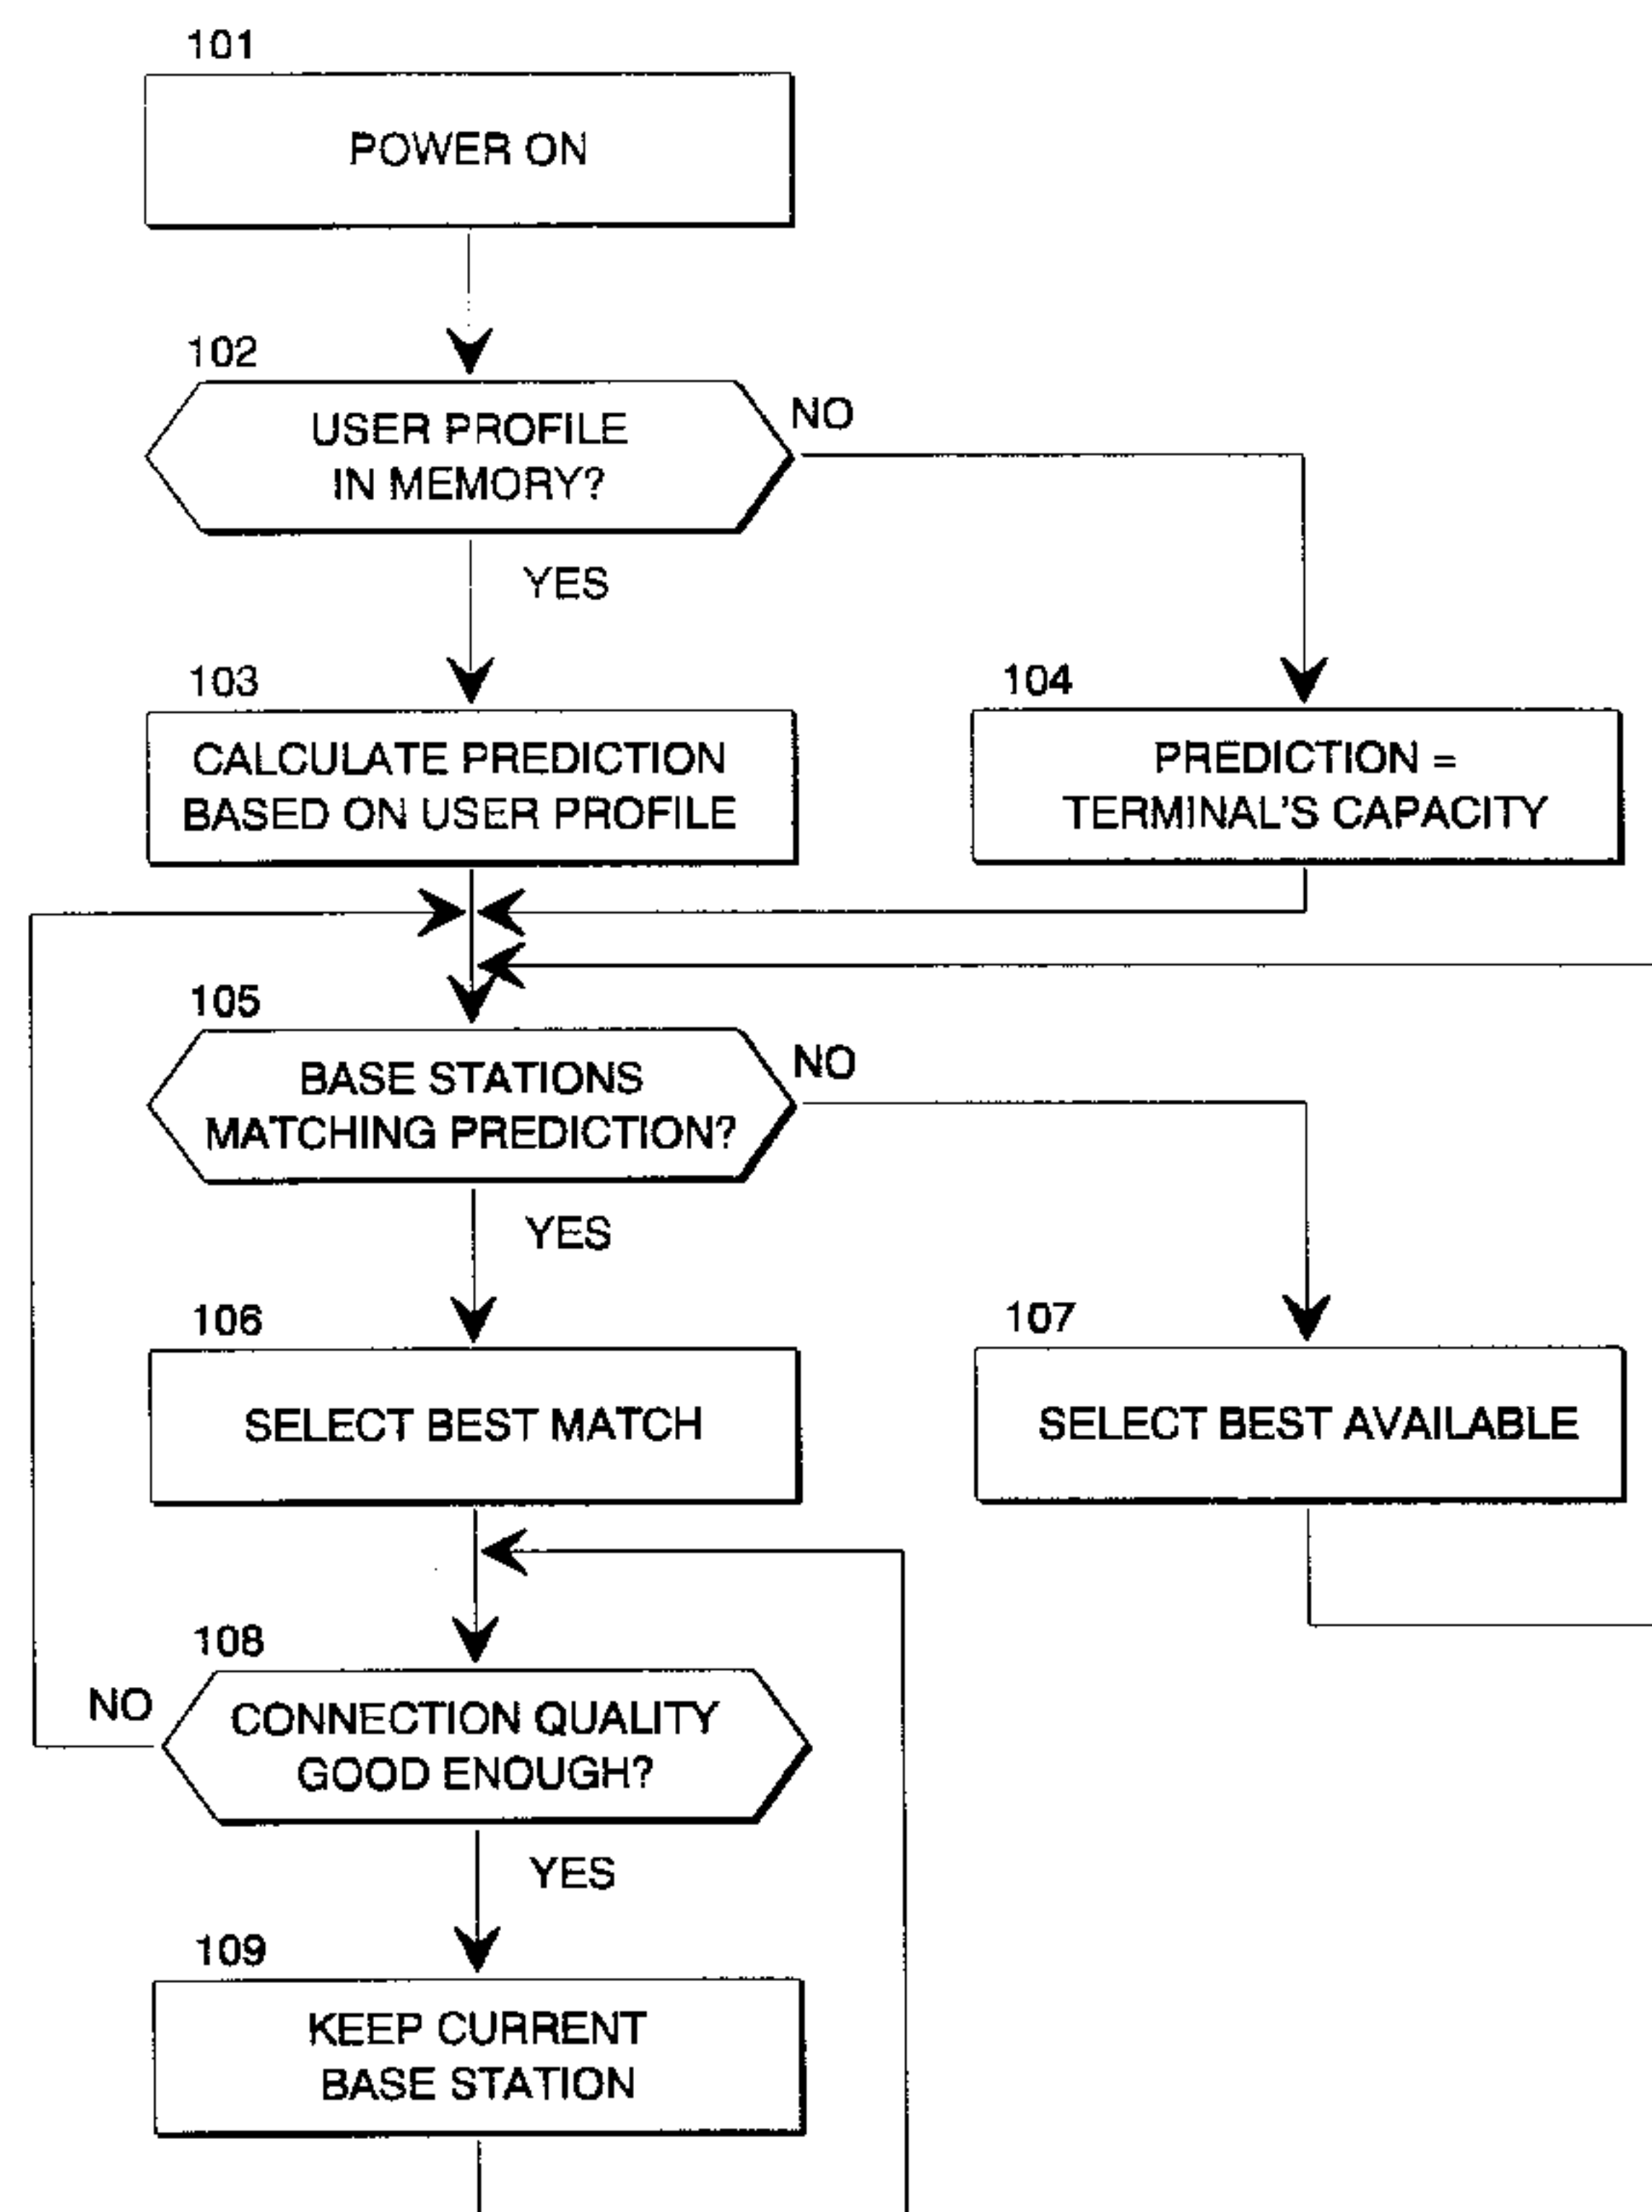 101
POWER ON
102
USER PROFILE
IN MEMORY?
NO
YES
103
CALCULATE PREDICTION
BASED ON USER PROFILE
104
PREDICTION =
TERMINAL'S CAPACITY
105
BASE STATIONS
MATCHING PREDICTION?
NO
YES
106
SELECT BEST MATCH
107
SELECT BEST AVAILABLE
108
NO
CONNECTION QUALITY
GOOD ENOUGH?
YES
109
KEEP CURRENT
BASE STATION